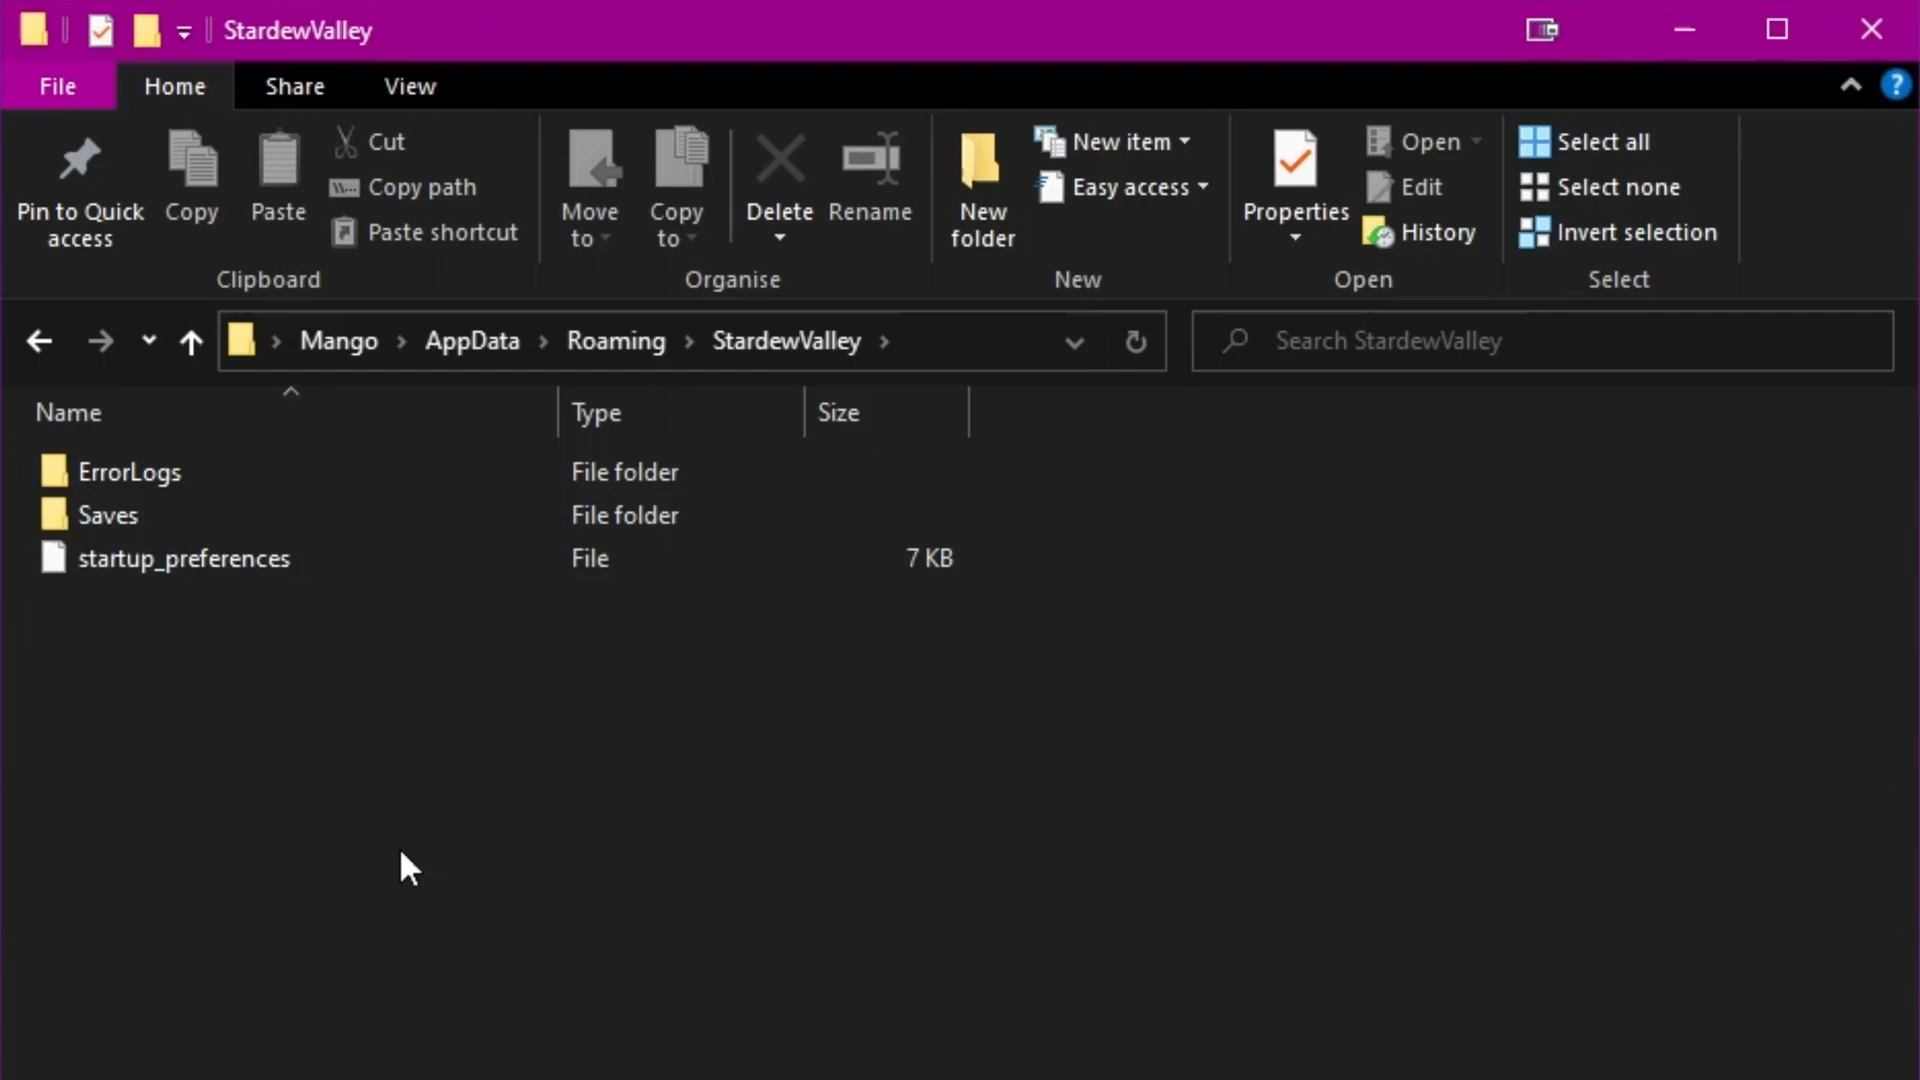 StardewValley
File Home Share View
?
Pin to Quick access
Copy
Paste
Cut
Copy path
Paste shortcut
Clipboard
Move to
Copy to
Delete
Rename
Organise
New folder
New item
Easy access
New
Properties
Open
Edit
History
Open
Select all
Select none
Invert selection
Select
Mango > AppData > Roaming > StardewValley >
Search StardewValley
Name Type Size
ErrorLogs File folder
Saves File folder
startup_preferences File 7 KB